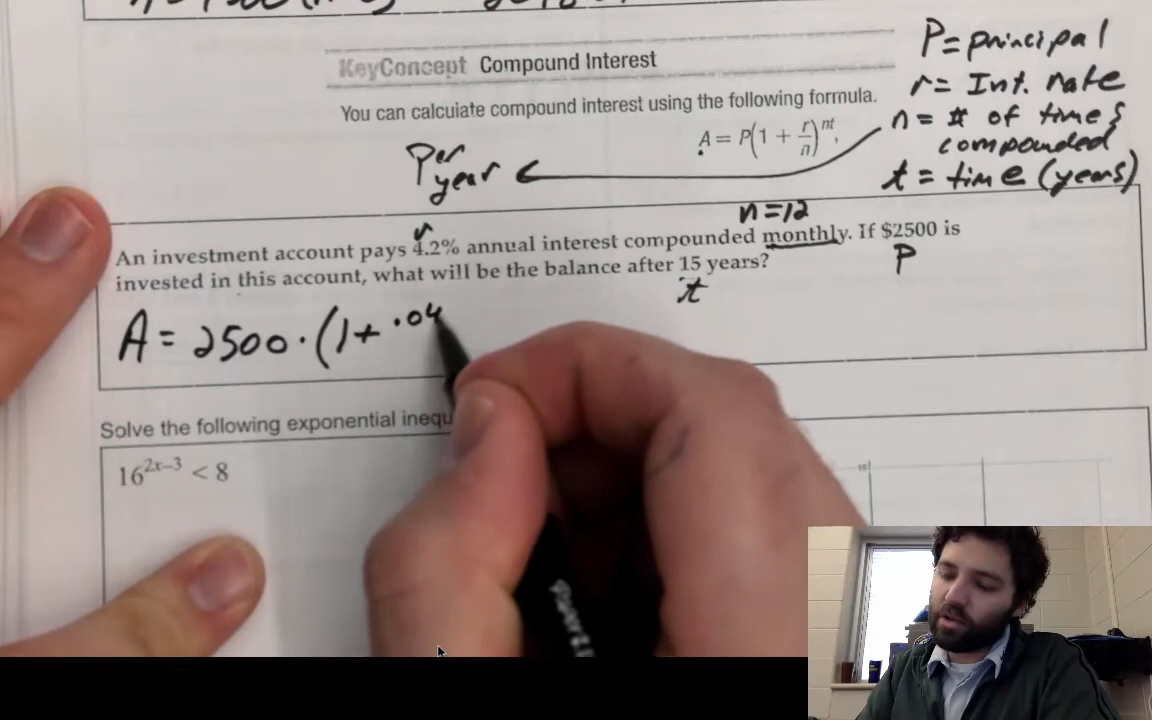 KeyConcept Compound Interest
You can calculate compound interest using the following formula.
A = P(1 + r/n)^nt.
P = principal
r = Int. rate
n = # of times
compounded
t = time (years)
Per
year
r
n=12
An investment account pays 4.2% annual interest compounded monthly. If $2500 is
P
invested in this account, what will be the balance after 15 years?
t
A = 2500 · (1 + .04
Solve the following exponential inequ
16^2x–3 < 8
10